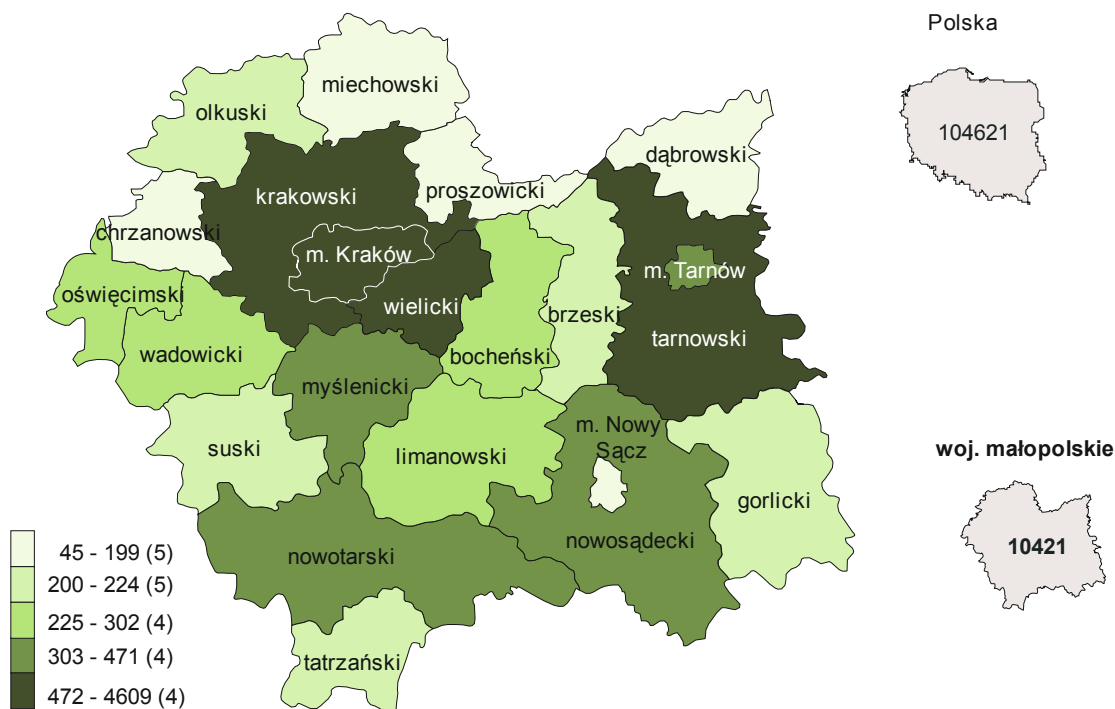 Polska
104621
miechowski
olkuski
dąbrowski
krakowski
proszowicki
chrzanowski
m. Kraków
m. Tarnów
oświęcimski
wielicki
brzeski
tarnowski
wadowicki
bocheński
myślenicki
m. Nowy
Sącz
suski
limanowski
gorlicki
woj. małopolskie
10421
nowotarski
nowosądecki
tatrzański
45 - 199 (5)
200 - 224 (5)
225 - 302 (4)
303 - 471 (4)
472 - 4609 (4)